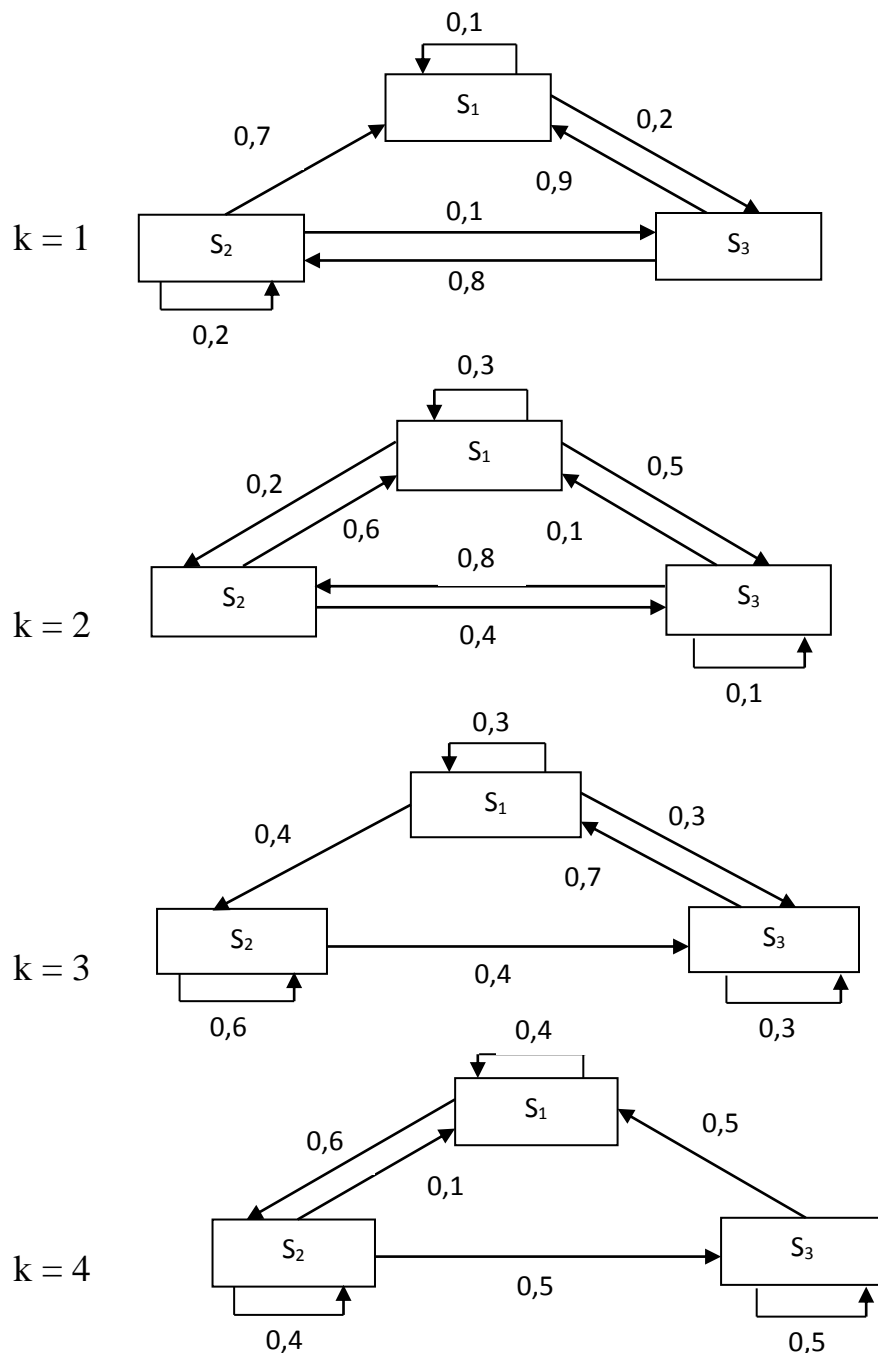 0,1
S₁
0,7
0,2
0,9
k = 1
S₂
0,1
S₃
0,8
0,2
0,3
S₁
0,2
0,5
0,6
0,1
0,8
k = 2
S₂
S₃
0,4
0,1
0,3
S₁
0,4
0,3
0,7
k = 3
S₂
S₃
0,4
0,6
0,3
0,4
S₁
0,6
0,5
0,1
k = 4
S₂
S₃
0,5
0,4
0,5